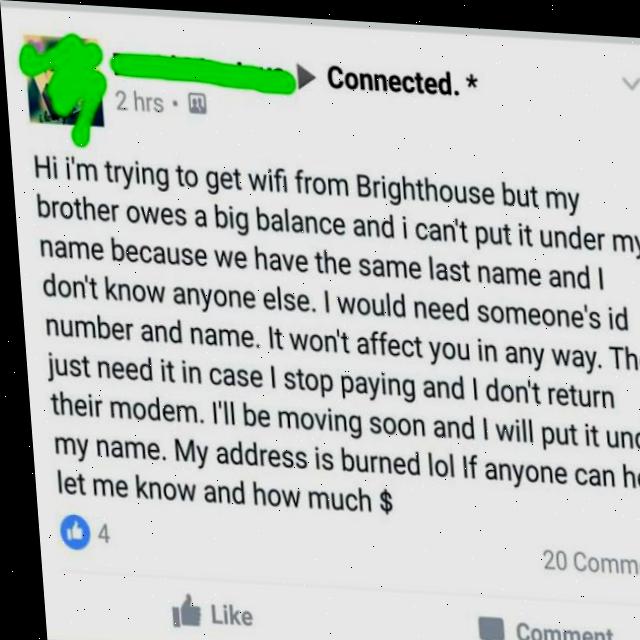 Connected. *
2 hrs •
Hi i'm trying to get wifi from Brighthouse but my
brother owes a big balance and i can't put it under my
name because we have the same last name and I
don't know anyone else. I would need someone's id
number and name. It won't affect you in any way. Th
just need it in case I stop paying and I don't return
their modem. I'll be moving soon and I will put it und
my name. My address is burned lol If anyone can he
let me know and how much $
4
20 Comm
Like
Comment